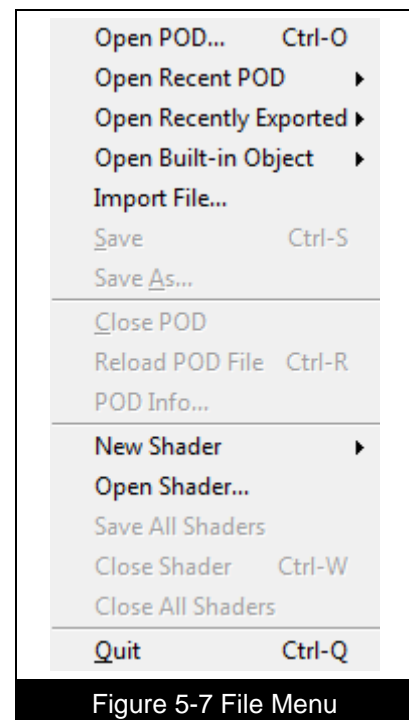 Open POD... Ctrl-O
Open Recent POD
Open Recently Exported
Open Built-in Object
Import File...
Save Ctrl-S
Save As...
Close POD
Reload POD File Ctrl-R
POD Info...
New Shader
Open Shader...
Save All Shaders
Close Shader Ctrl-W
Close All Shaders
Quit Ctrl-Q
Figure 5-7 File Menu